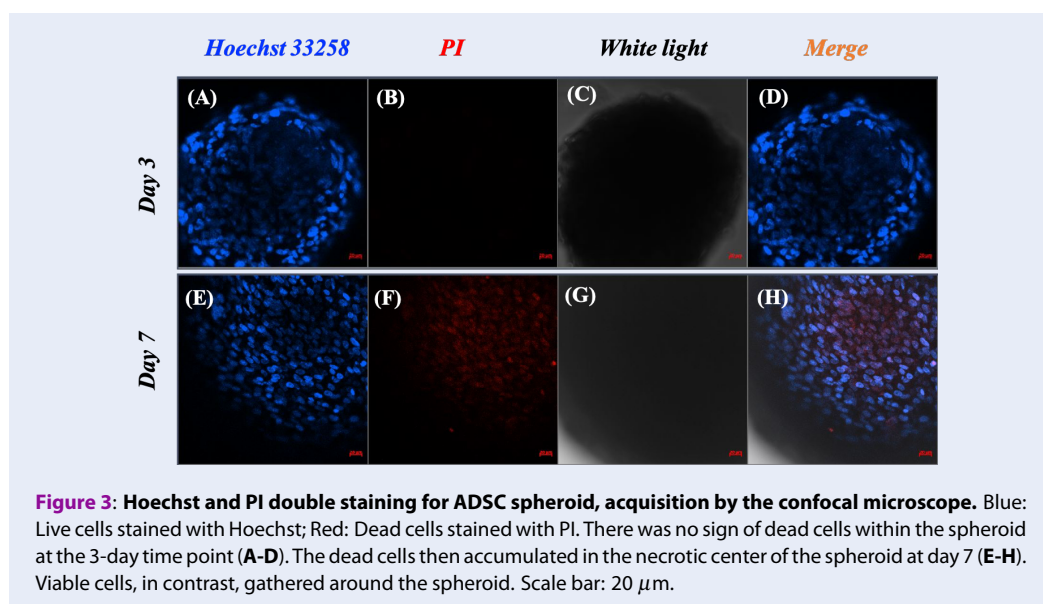 Hoechst 33258 PI White light Merge
Day 3
(A) (B) (C) (D)
Day 7
(E) (F) (G) (H)
Figure 3: Hoechst and PI double staining for ADSC spheroid, acquisition by the confocal microscope. Blue:
Live cells stained with Hoechst; Red: Dead cells stained with PI. There was no sign of dead cells within the spheroid
at the 3-day time point (A-D). The dead cells then accumulated in the necrotic center of the spheroid at day 7 (E-H).
Viable cells, in contrast, gathered around the spheroid. Scale bar: 20 μm.